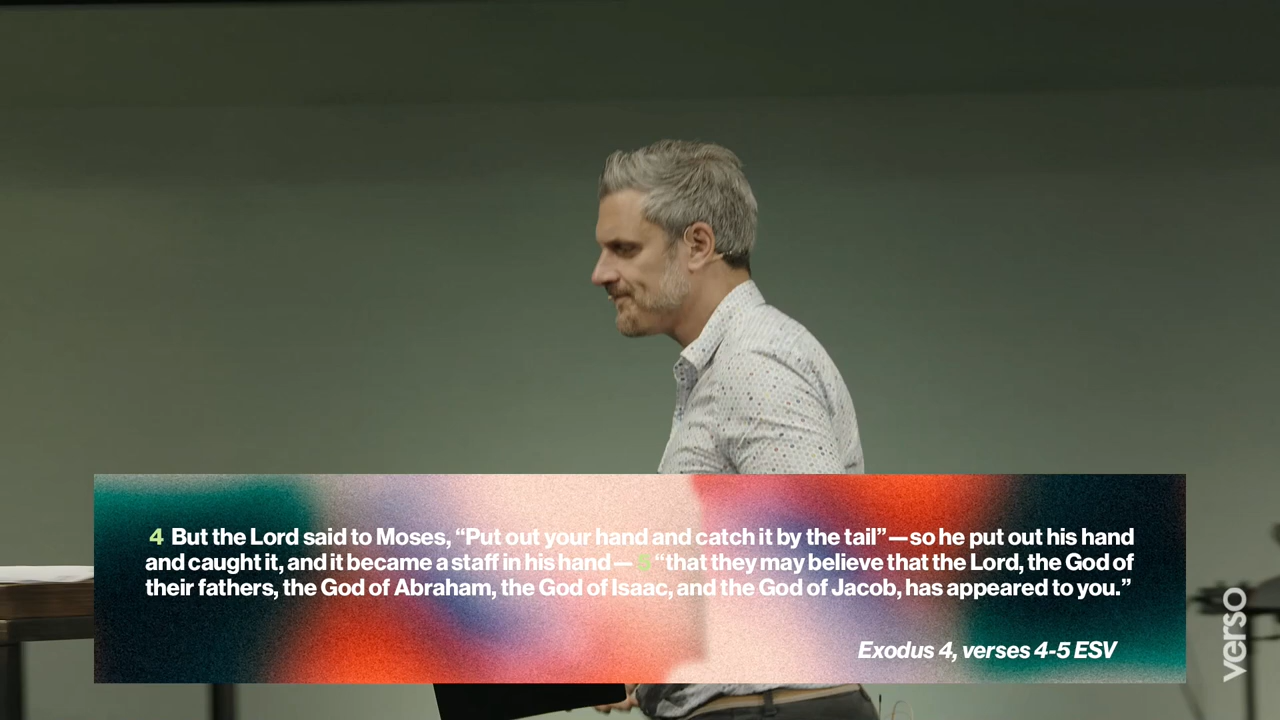 4 But the Lord said to Moses, “Put out your hand and catch it by the tail”—so he put out his hand
and caught it, and it became a staff in his hand— 5 “that they may believe that the Lord, the God of
their fathers, the God of Abraham, the God of Isaac, and the God of Jacob, has appeared to you.”
Exodus 4, verses 4-5 ESV
verso